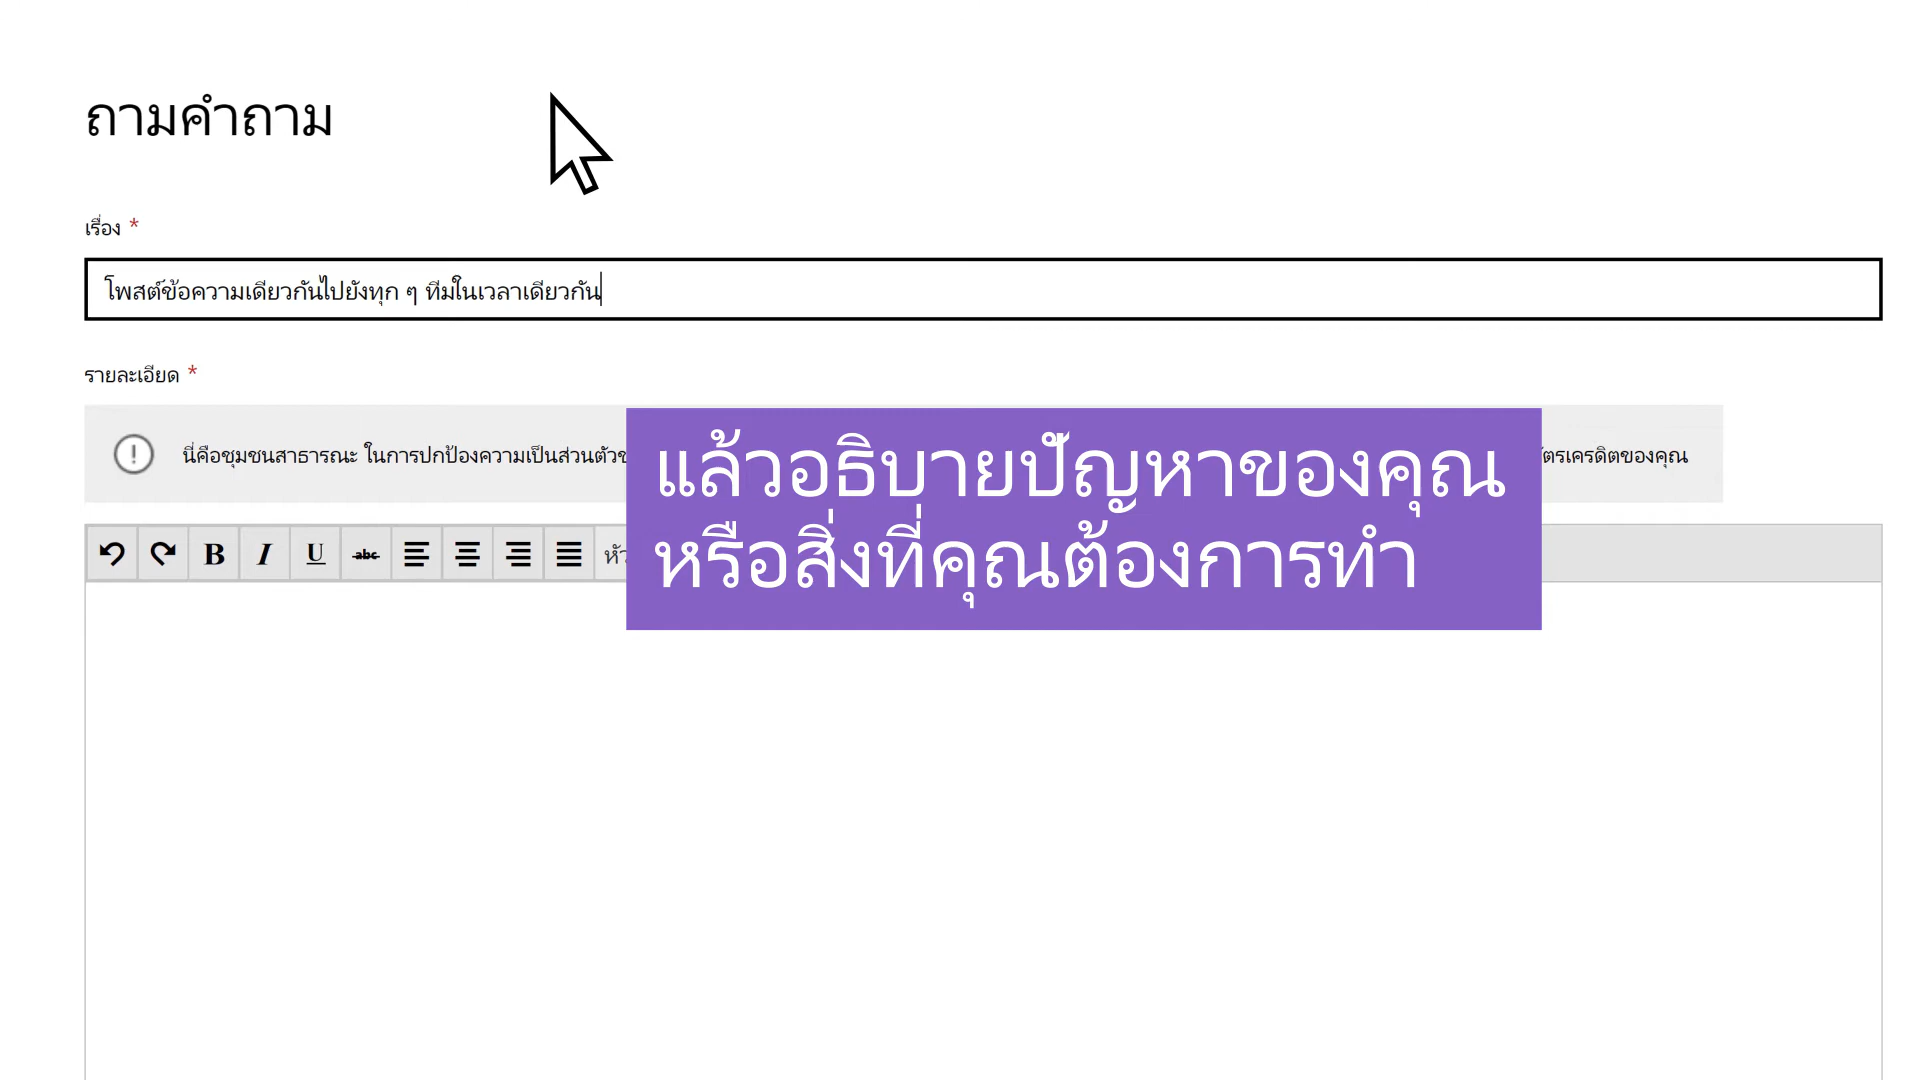 ถามคำถาม
เรื่อง *
โพสต์ข้อความเดียวกันไปยังทุก ๆ ทีมในเวลาเดียวกัน
รายละเอียด *
นี่คือชุมชนสาธารณะ ในการปกป้องความเป็นส่วนตัว
แล้วอธิบายปัญหาของคุณ
หรือสิ่งที่คุณต้องการทำ
เครดิตของคุณ
B I U abc